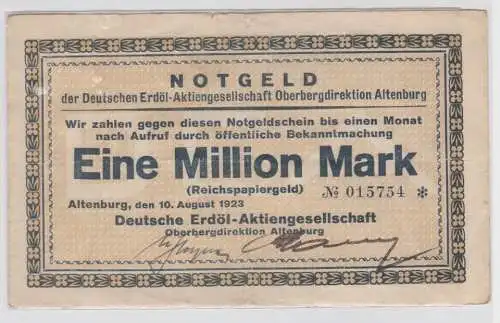 NOTGELD
der Deutschen Erdöl-Aktiengesellschaft Oberbergdirektion Altenburg
Wir zahlen gegen diesen Notgeldschein bis einen Monat
nach Aufruf durch öffentliche Bekanntmachung
Eine Million Mark
(Reichspapiergeld) № 015754 *
Altenburg, den 10. August 1923
Deutsche Erdöl-Aktiengesellschaft
Oberbergdirektion Altenburg